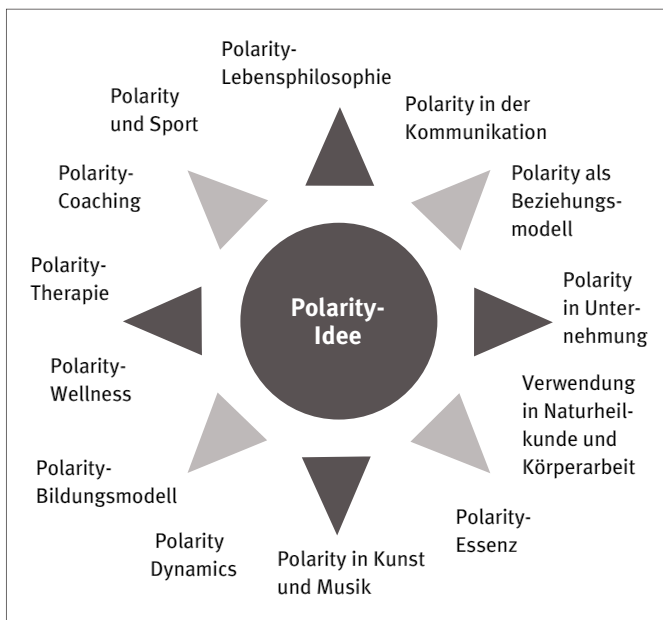 Polarity-
Lebensphilosophie
Polarity in der
Kommunikation
Polarity als
Beziehungs-
modell
Polarity
in Unter-
nehmung
Verwendung
in Naturheil-
kunde und
Körperarbeit
Polarity-
Essenz
Polarity in Kunst
und Musik
Polarity
Dynamics
Polarity-
Bildungsmodell
Polarity-
Wellness
Polarity-
Therapie
Polarity-
Coaching
Polarity
und Sport
Polarity-
Idee